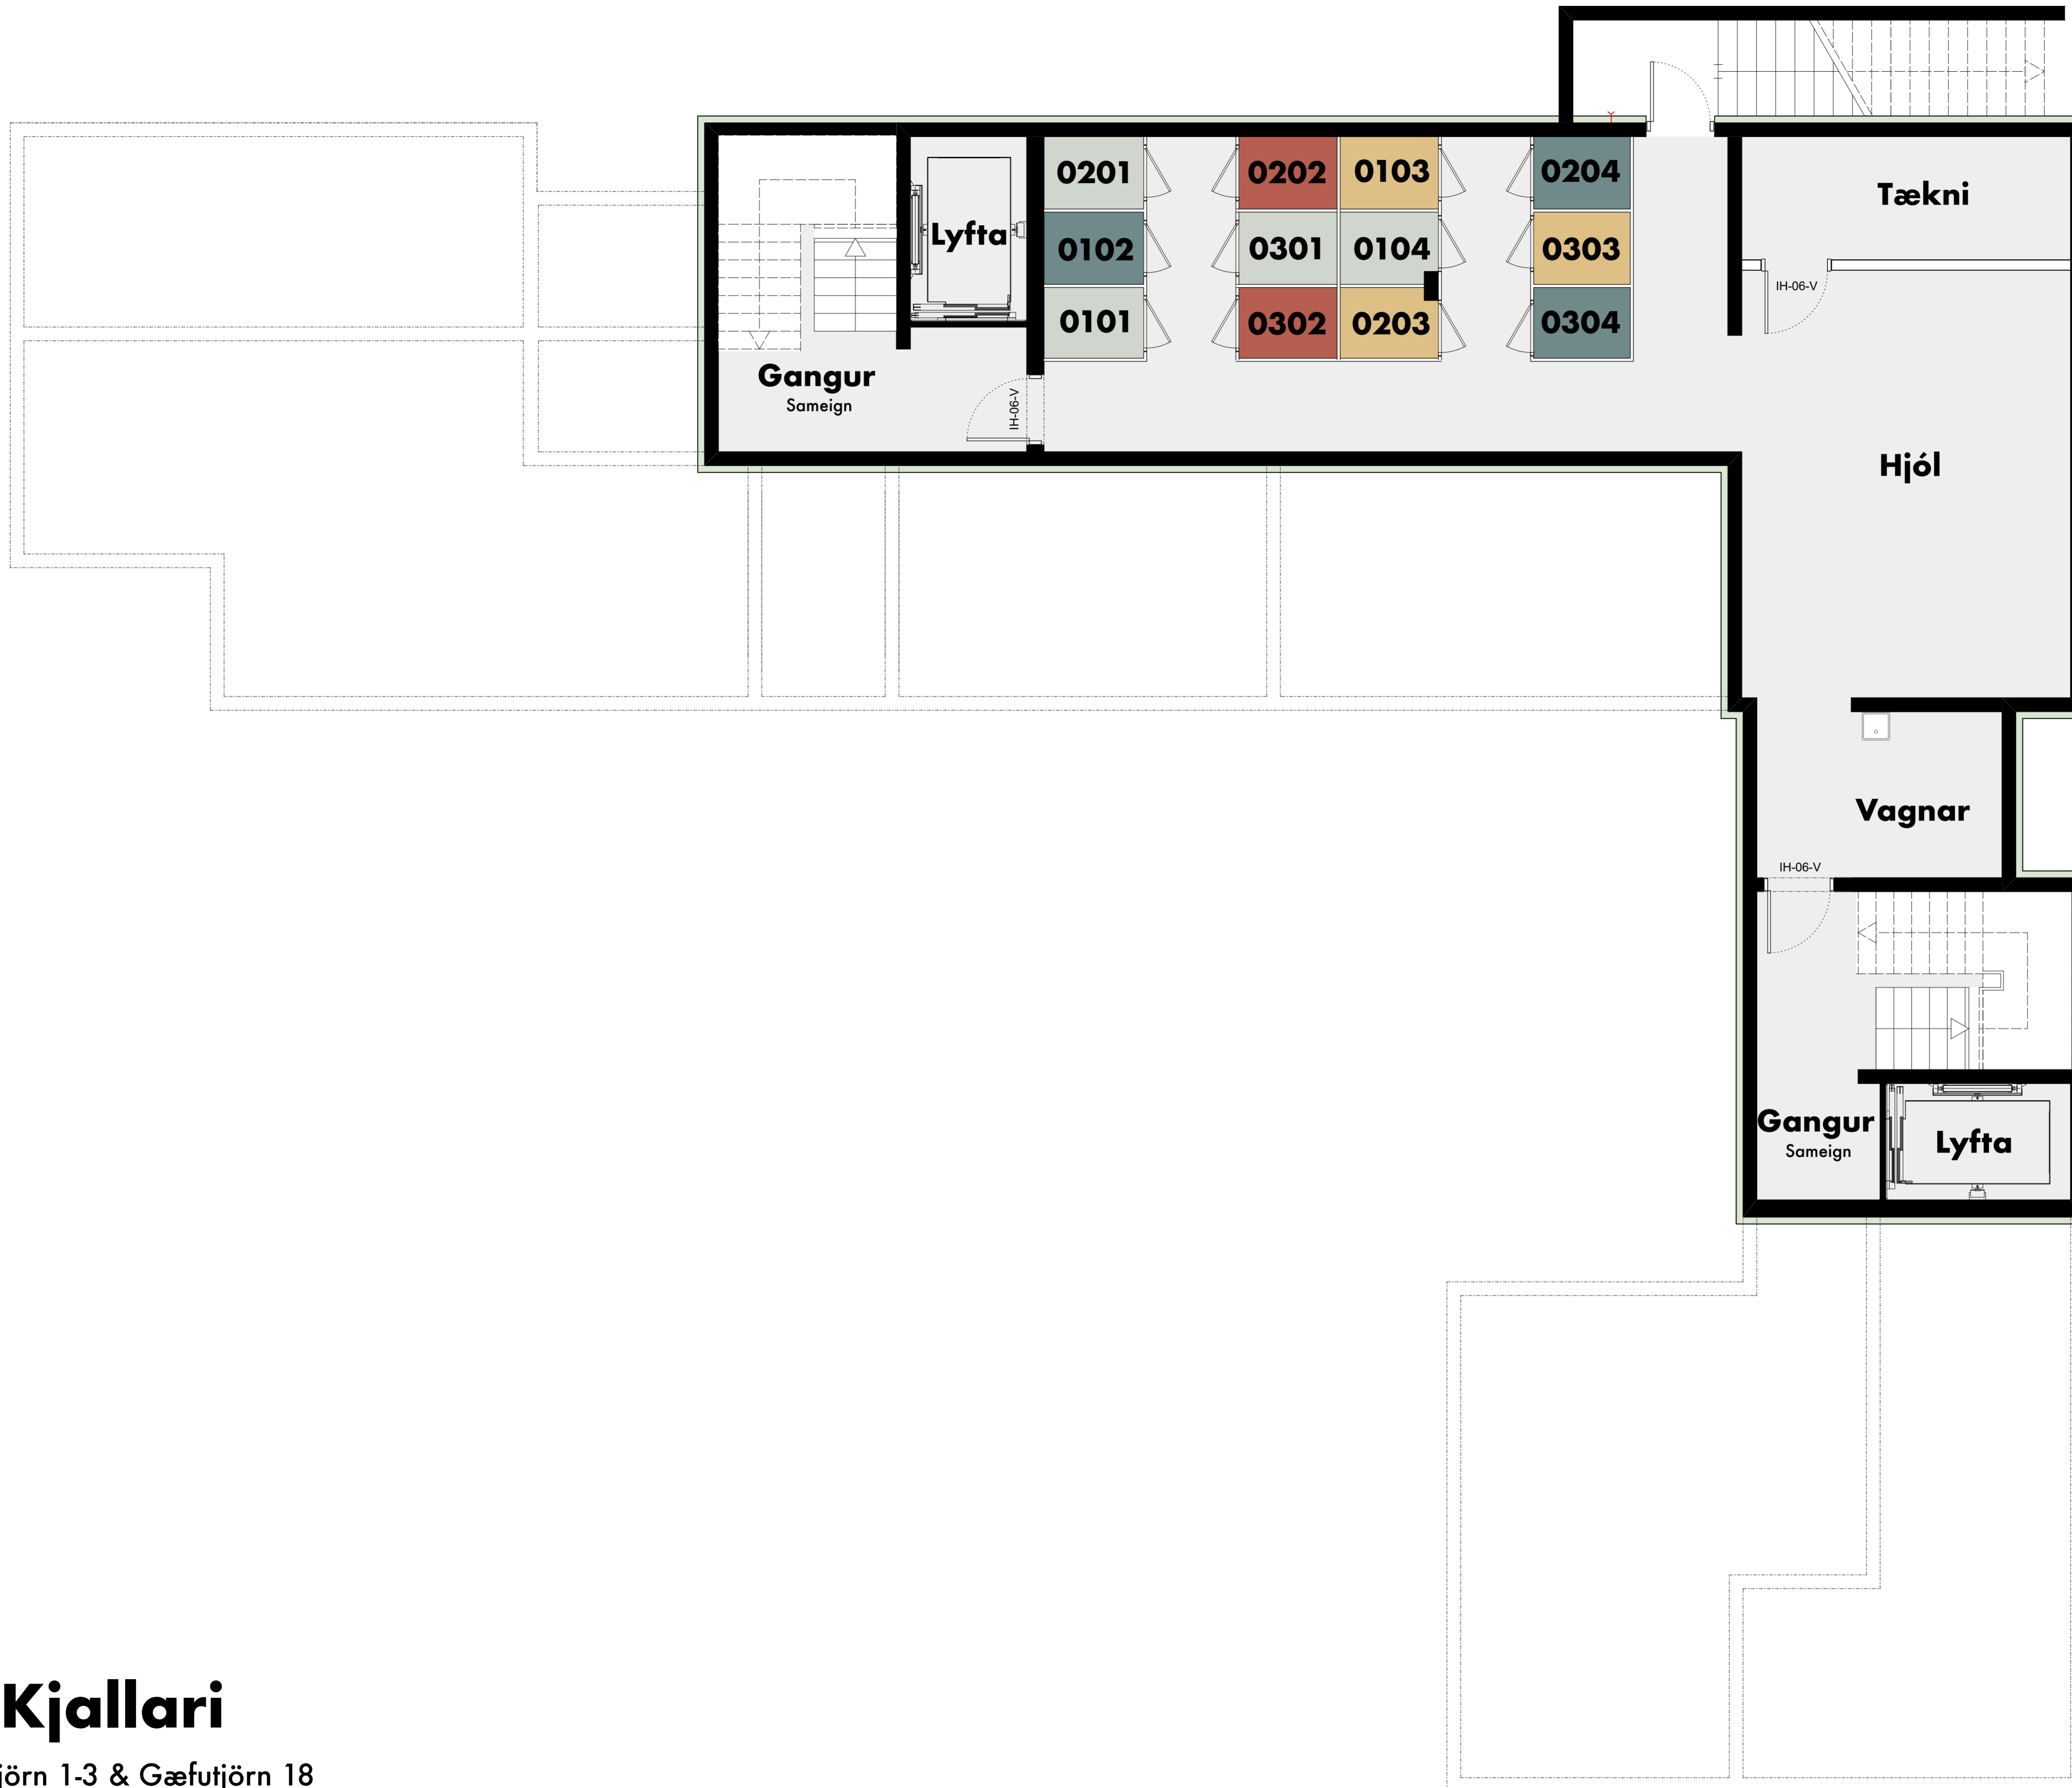 0201
0202
0103
0204
Tækni
Lyfta
0102
0301
0104
0303
IH-06-V
0101
0302
0203
0304
Gangur
Sameign
IH-06-V
Hjól
Vagnar
IH-06-V
Gangur
Sameign
Lyfta
Kjallari
jörn 1-3 & Gæfutjörn 18